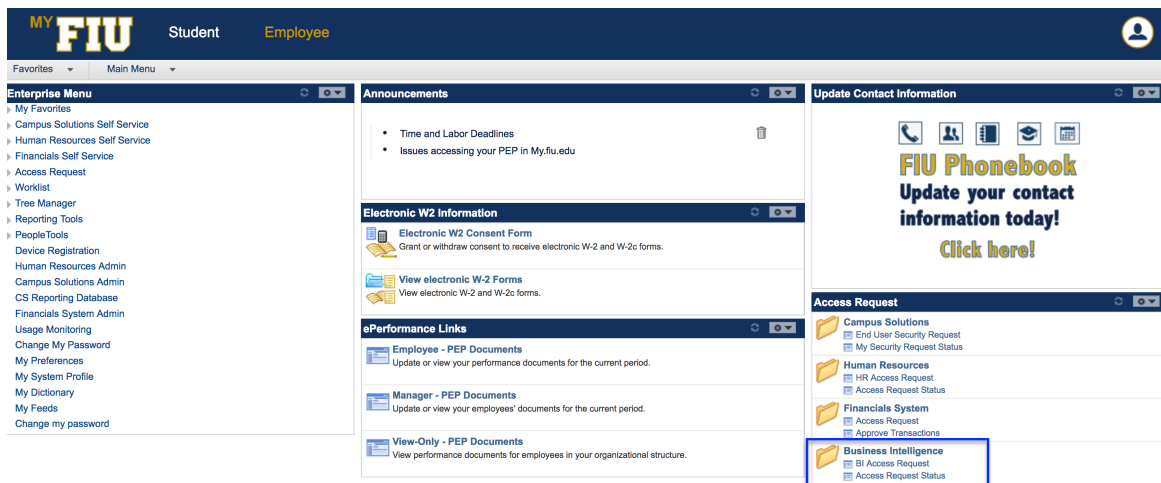 MY FIU Student Employee
Favorites Main Menu
Enterprise Menu
My Favorites
Campus Solutions Self Service
Human Resources Self Service
Financials Self Service
Access Request
Worklist
Tree Manager
Reporting Tools
PeopleTools
Device Registration
Human Resources Admin
Campus Solutions Admin
CS Reporting Database
Financials System Admin
Usage Monitoring
Change My Password
My Preferences
My System Profile
My Dictionary
My Feeds
Change my password
Announcements
• Time and Labor Deadlines
• Issues accessing your PEP in My.fiu.edu
Electronic W2 Information
Electronic W2 Consent Form
Grant or withdraw consent to receive electronic W-2 and W-2c forms.
View electronic W-2 Forms
View electronic W-2 and W-2c forms.
ePerformance Links
Employee - PEP Documents
Update or view your performance documents for the current period.
Manager - PEP Documents
Update or view your employees' documents for the current period.
View-Only - PEP Documents
View performance documents for employees in your organizational structure.
Update Contact Information
FIU Phonebook
Update your contact
information today!
Click here!
Access Request
Campus Solutions
End User Security Request
My Security Request Status
Human Resources
HR Access Request
Access Request Status
Financials System
Access Request
Approve Transactions
Business Intelligence
BI Access Request
Access Request Status